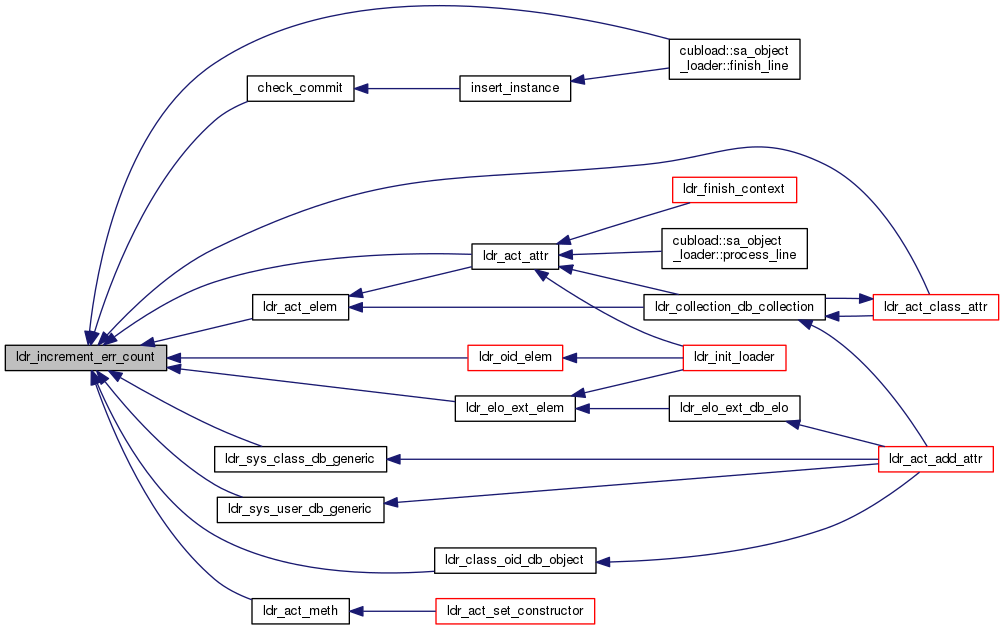 cubload::sa_object
_loader::finish_line
check_commit
insert_instance
ldr_finish_context
cubload::sa_object
_loader::process_line
ldr_act_attr
ldr_act_elem
ldr_collection_db_collection
ldr_act_class_attr
ldr_increment_err_count
ldr_oid_elem
ldr_init_loader
ldr_elo_ext_elem
ldr_elo_ext_db_elo
ldr_sys_class_db_generic
ldr_act_add_attr
ldr_sys_user_db_generic
ldr_class_oid_db_object
ldr_act_meth
ldr_act_set_constructor